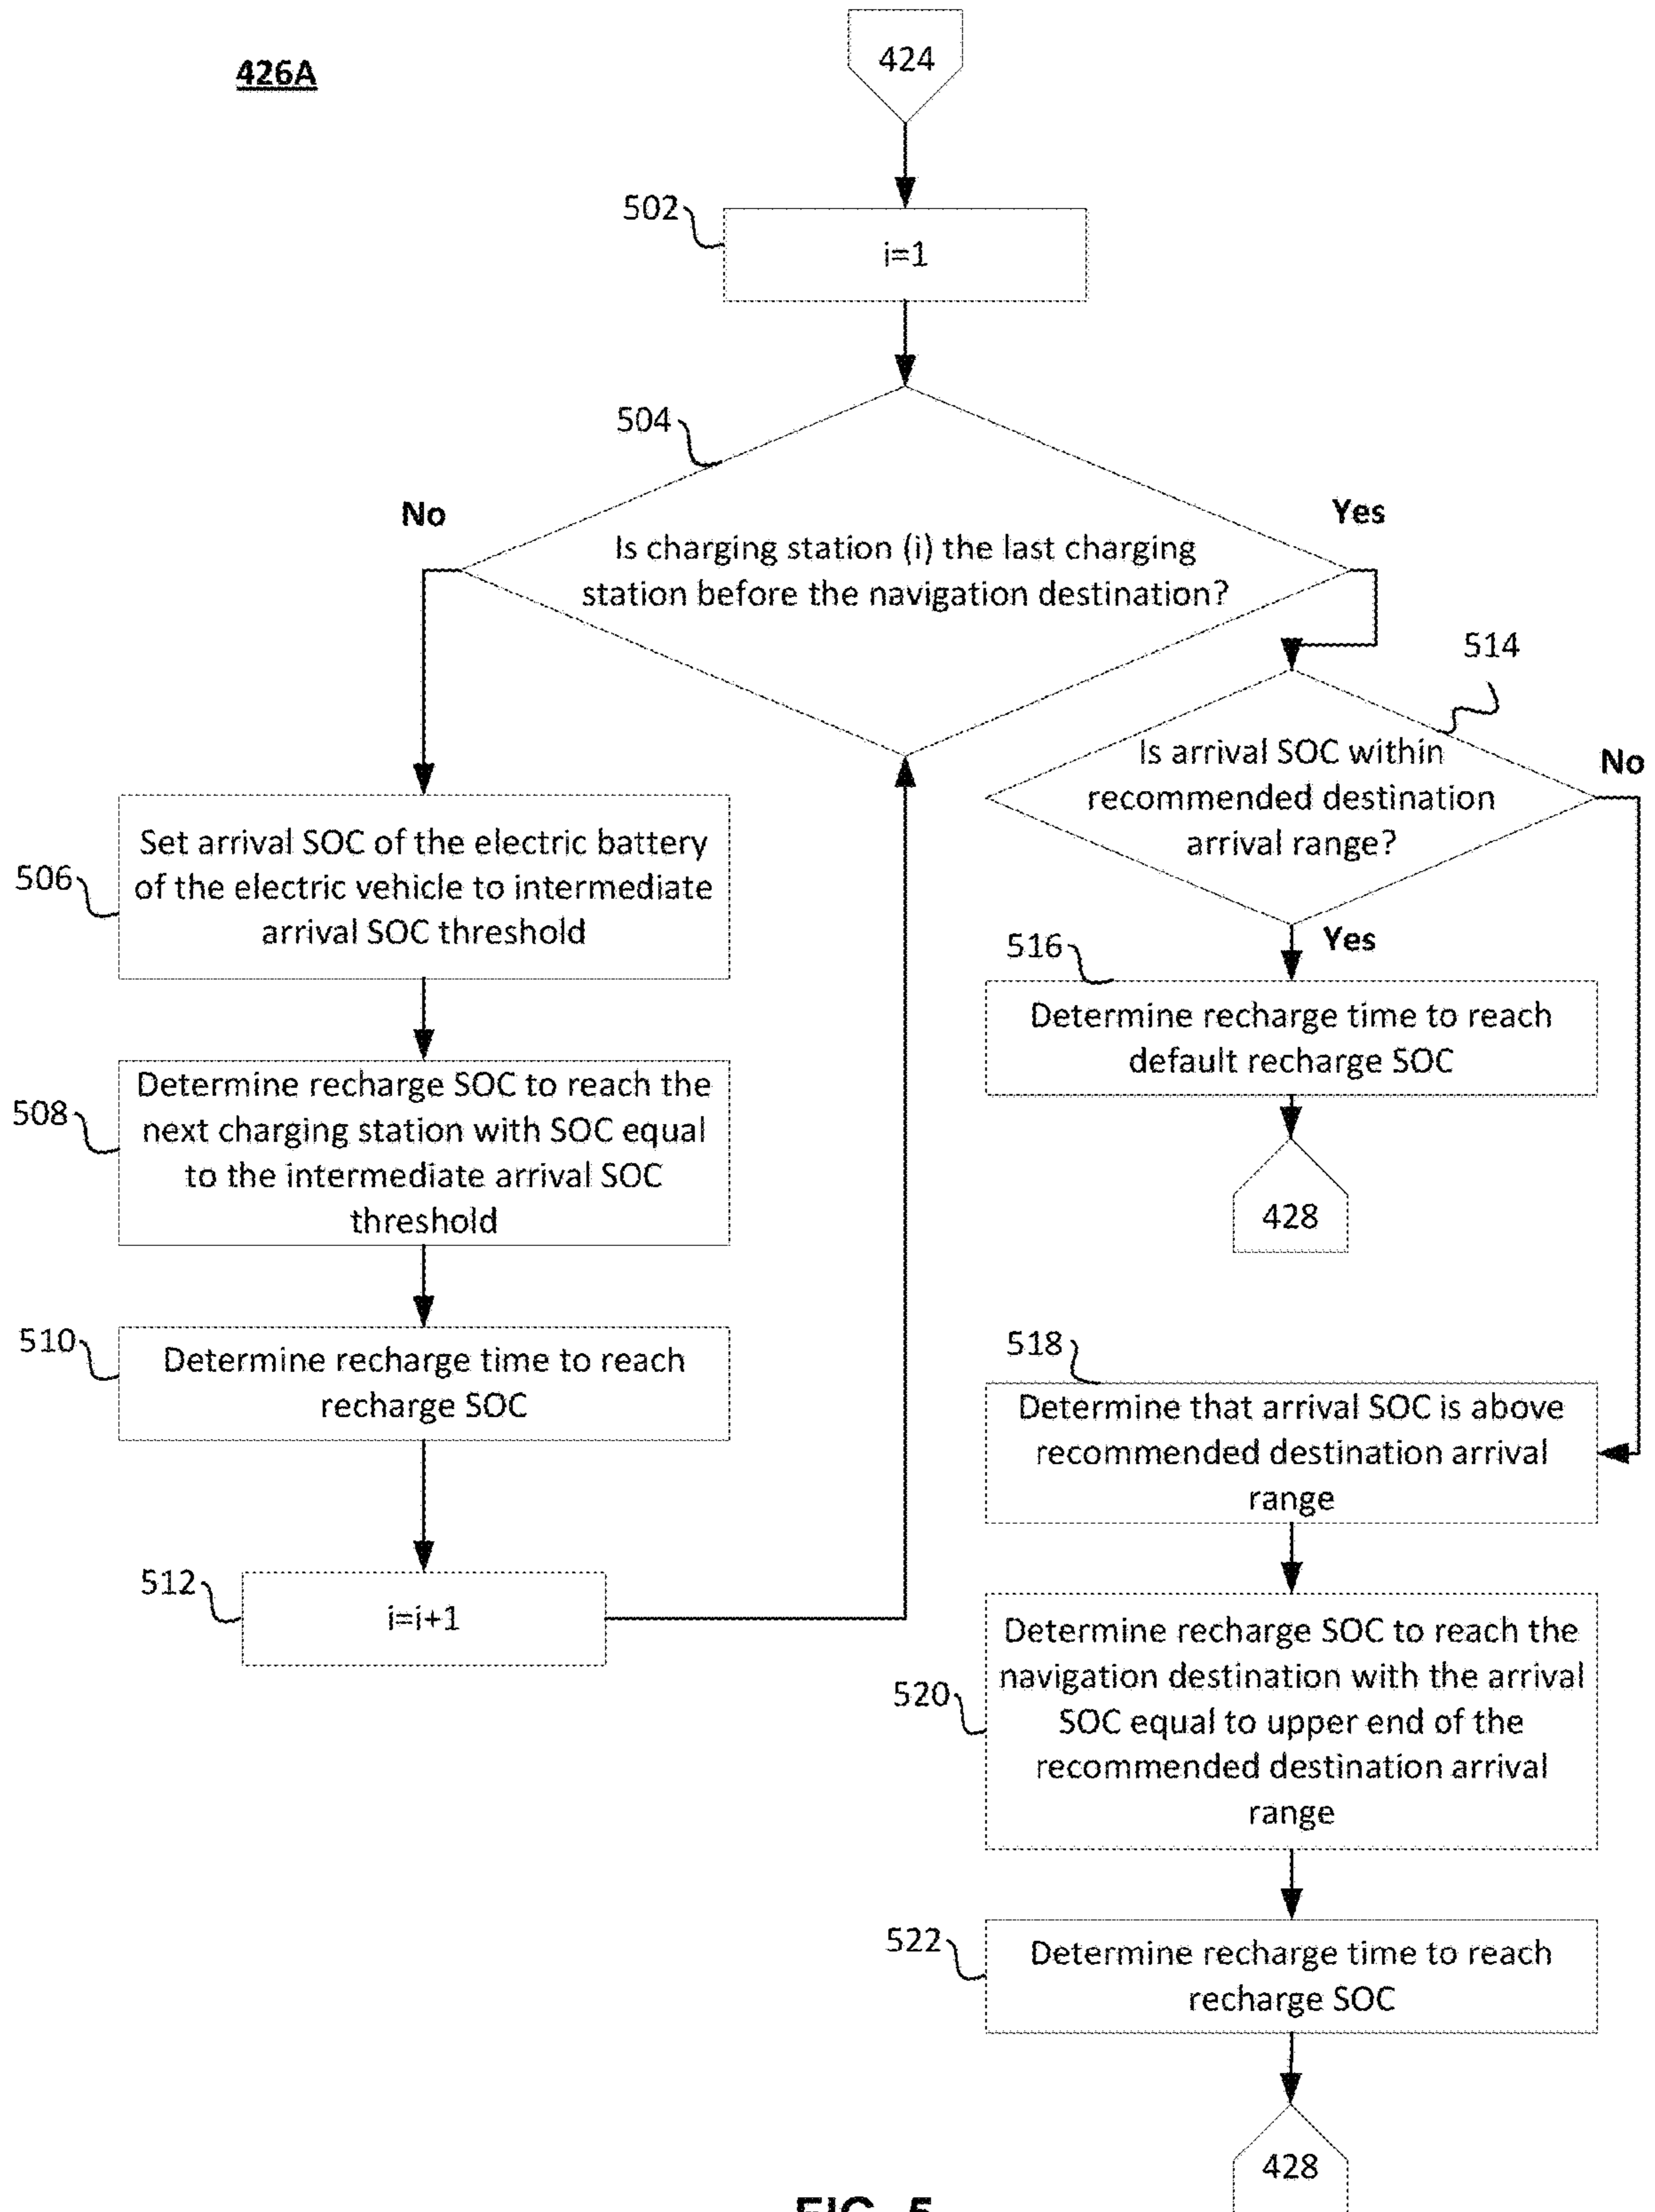 426A
424
502
i=1
504
No
Yes
Is charging station (i) the last charging
station before the navigation destination?
514
Is arrival SOC within
recommended destination
arrival range?
No
Yes
506
Set arrival SOC of the electric battery
of the electric vehicle to intermediate
arrival SOC threshold
508
Determine recharge SOC to reach the
next charging station with SOC equal
to the intermediate arrival SOC
threshold
510
Determine recharge time to reach
recharge SOC
512
i=i+1
516
Determine recharge time to reach
default recharge SOC
428
518
Determine that arrival SOC is above
recommended destination arrival
range
520
Determine recharge SOC to reach the
navigation destination with the arrival
SOC equal to upper end of the
recommended destination arrival
range
522
Determine recharge time to reach
recharge SOC
428
FIG. 5